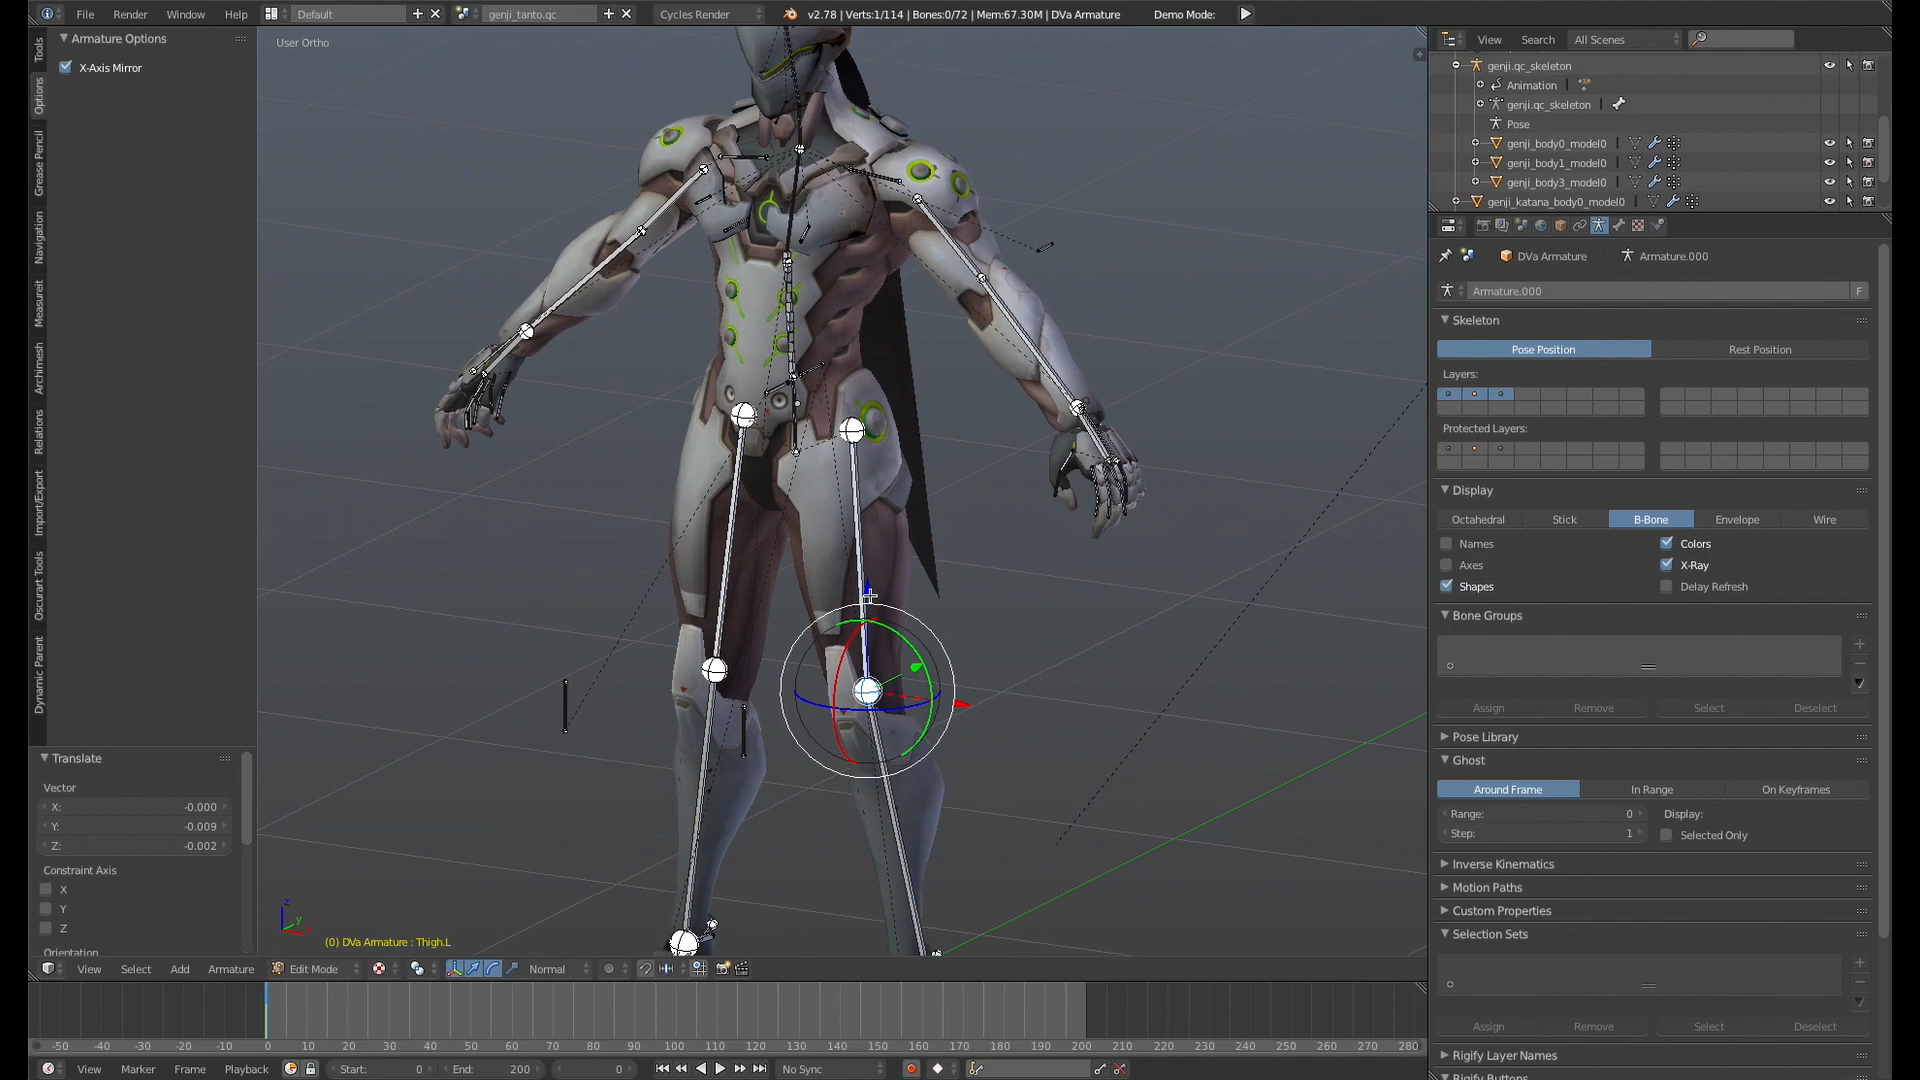 File Render Window Help
Default
genji_tanto.qc
Cycles Render
v2.78 | Verts:1/114 | Bones:0/72 | Mem:67.30M | DVa Armature
Demo Mode:
Tools
Options
Grease Pencil
Navigation
Measureit
Archimesh
Relations
Import/Export
Oscurart Tools
Dynamic Parent
Armature Options
X-Axis Mirror
Translate
Vector
X: -0.000
Y: -0.009
Z: -0.002
Constraint Axis
X
Y
Z
Orientation
User Ortho
z
y
(0) DVa Armature : Thigh.L
View Select Add Armature
Edit Mode
Normal
-50 -40 -30 -20 -10 0 10 20 30 40 50 60 70 80 90 100 110 120 130 140 150 160 170 180 190 200 210 220 230 240 250 260 270 280
View Marker Frame Playback
Start: 0
End: 200
0
No Sync
View Search All Scenes
genji.qc_skeleton
Animation
genji.qc_skeleton
Pose
genji_body0_model0
genji_body1_model0
genji_body3_model0
genji_katana_body0_model0
DVa Armature
Armature.000
Armature.000
F
Skeleton
Pose Position
Rest Position
Layers:
Protected Layers:
Display
Octahedral Stick B-Bone Envelope Wire
Names
Colors
Axes
X-Ray
Shapes
Delay Refresh
Bone Groups
Assign Remove Select Deselect
Pose Library
Ghost
Around Frame In Range On Keyframes
Range: 0
Display:
Step: 1
Selected Only
Inverse Kinematics
Motion Paths
Custom Properties
Selection Sets
Assign Remove Select Deselect
Rigify Layer Names
Rigify Buttons